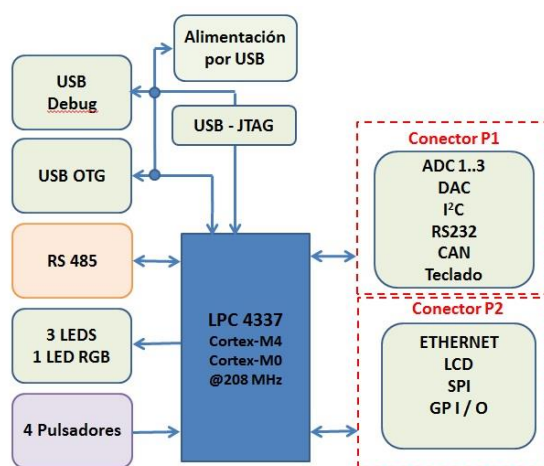 Alimentación
por USB
USB
Debug
USB - JTAG
USB OTG
RS 485
3 LEDS
1 LED RGB
4 Pulsadores
LPC 4337
Cortex-M4
Cortex-M0
@208 MHz
Conector P1
ADC 1..3
DAC
I²C
RS232
CAN
Teclado
Conector P2
ETHERNET
LCD
SPI
GP I / O